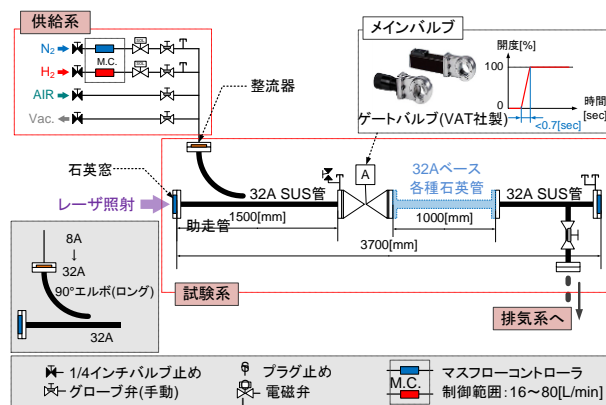 供給系
N₂
H₂
AIR
Vac.
M.C.
SOL
SOL
整流器
メインバルブ
開度[%]
100
0
時間
[sec]
<0.7[sec]
ゲートバルブ(VAT社製)
石英窓
レーザ照射
A
32A SUS管
32Aベース
各種石英管
32A SUS管
1500[mm]
助走管
1000[mm]
3700[mm]
試験系
排気系へ
8A
↓
32A
90°エルボ(ロング)
32A
1/4インチバルブ止め
グローブ弁(手動)
プラグ止め
電磁弁
M.C.
マスフローコントローラ
制御範囲:16~80[L/min]